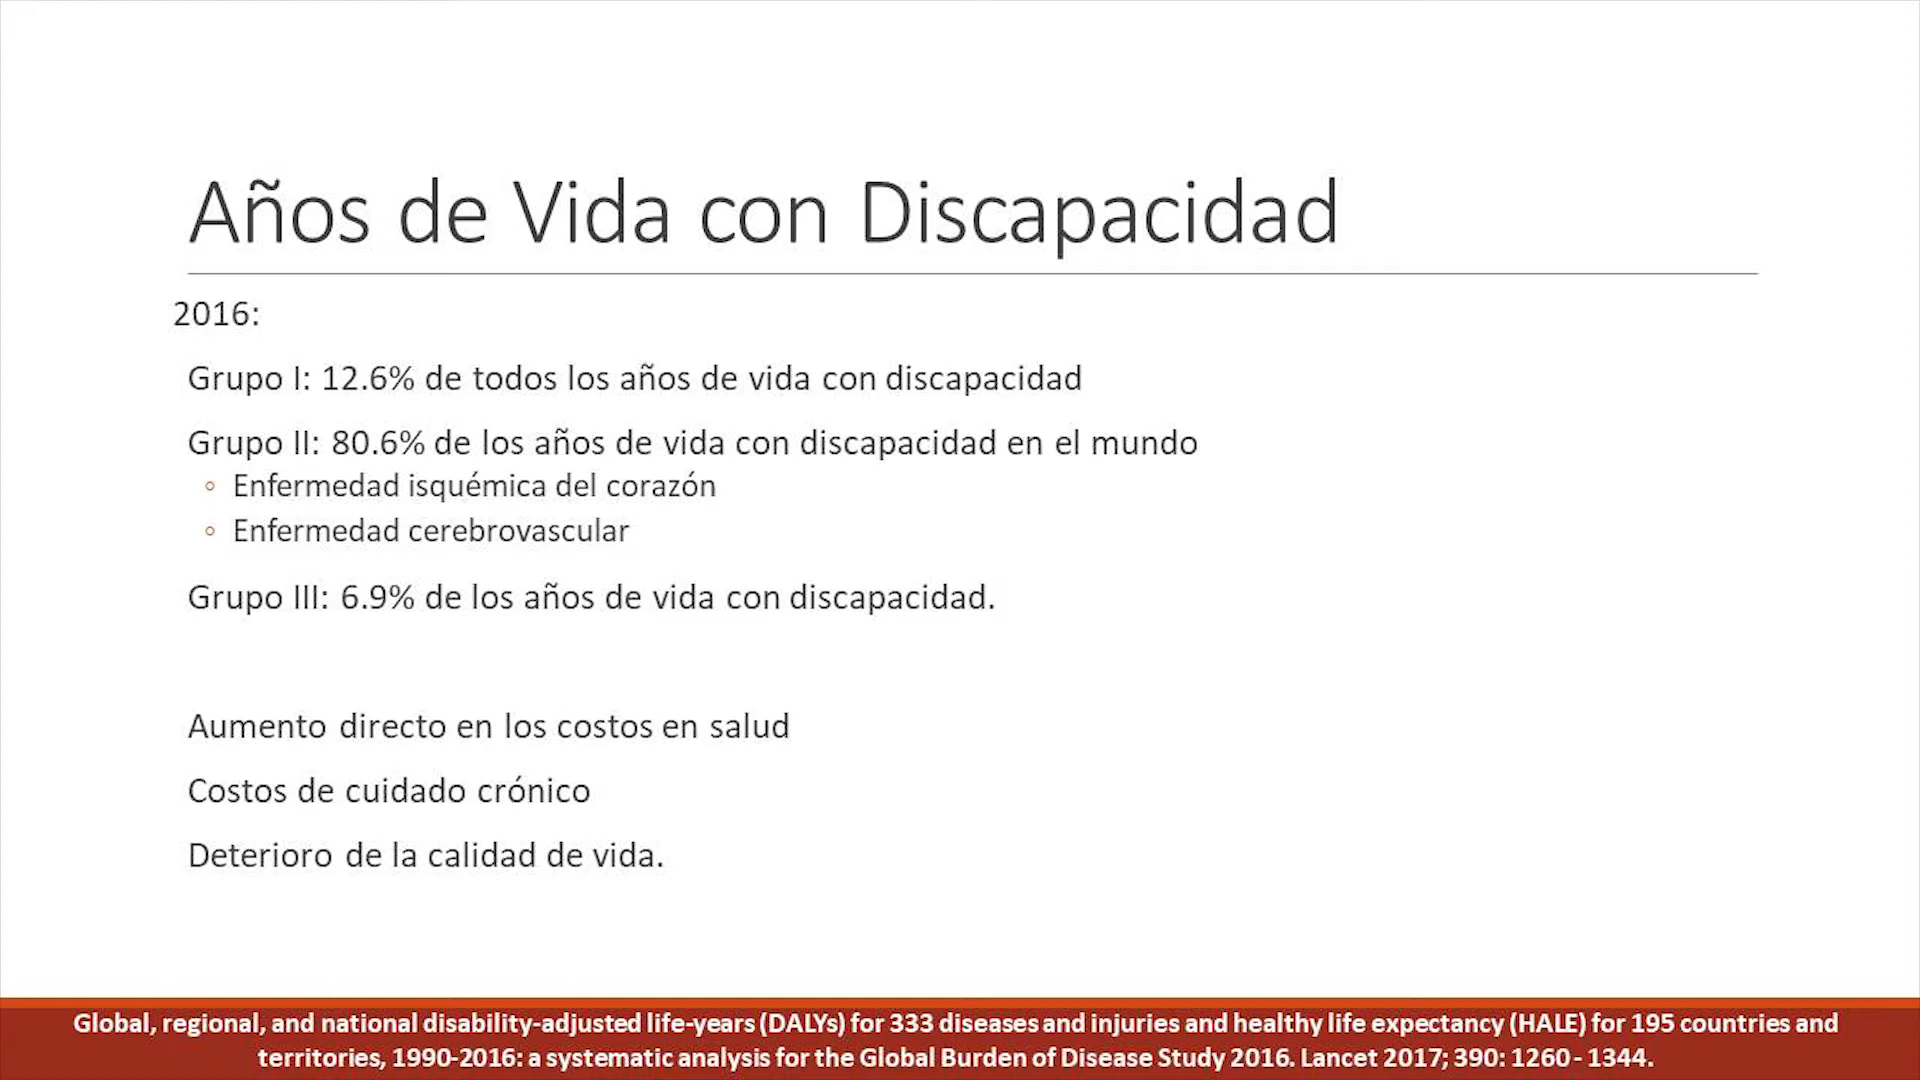 Años de Vida con Discapacidad
2016:
Grupo I: 12.6% de todos los años de vida con discapacidad
Grupo II: 80.6% de los años de vida con discapacidad en el mundo
◦ Enfermedad isquémica del corazón
◦ Enfermedad cerebrovascular
Grupo III: 6.9% de los años de vida con discapacidad.
Aumento directo en los costos en salud
Costos de cuidado crónico
Deterioro de la calidad de vida.
Global, regional, and national disability-adjusted life-years (DALYs) for 333 diseases and injuries and healthy life expectancy (HALE) for 195 countries and
territories, 1990-2016: a systematic analysis for the Global Burden of Disease Study 2016. Lancet 2017; 390: 1260 - 1344.